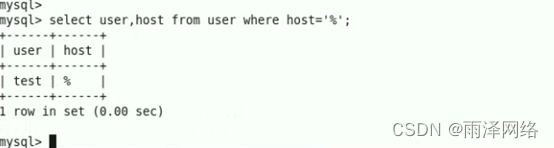 mysql>
mysql> select user,host from user where host='%';
+------+------+
| user | host |
+------+------+
| test | %    |
+------+------+
1 row in set (0.00 sec)
mysql>
CSDN @雨泽网络